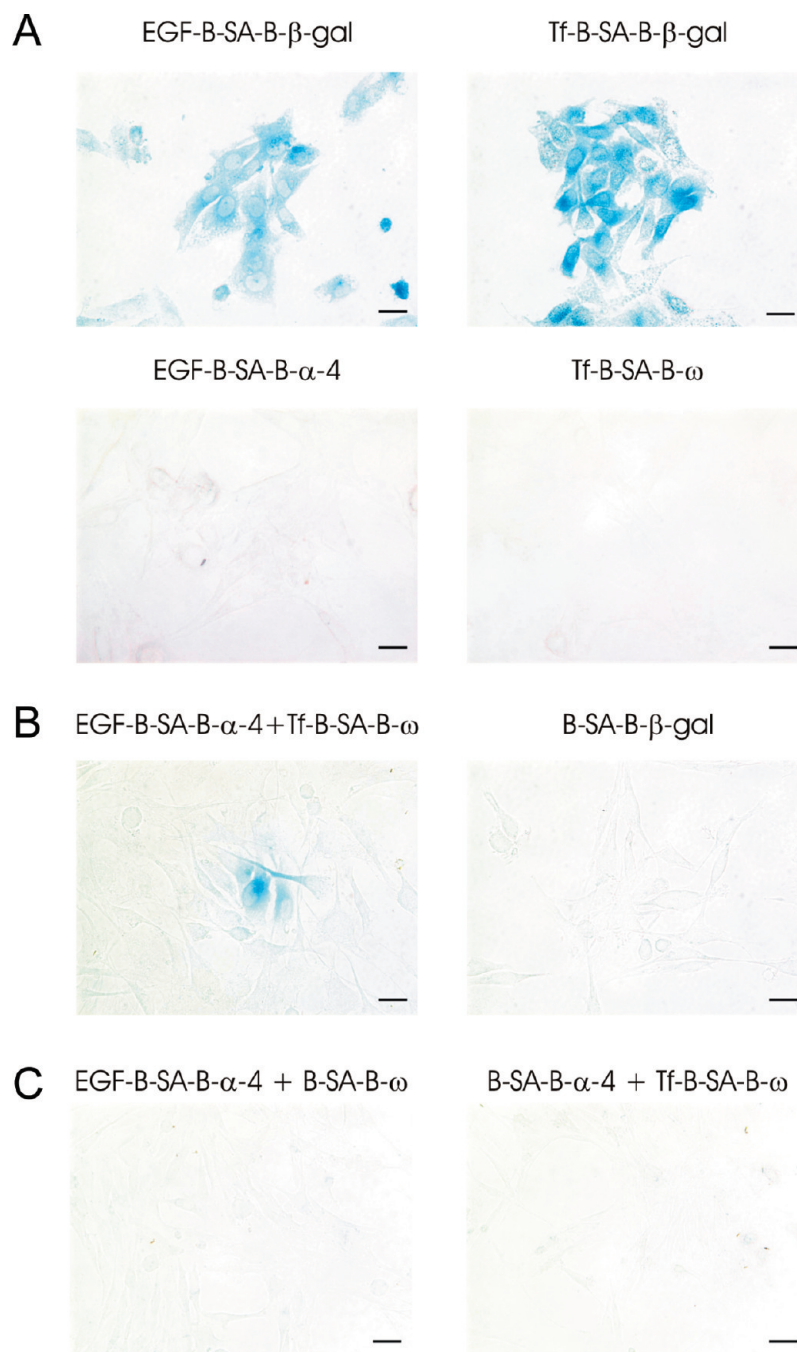 A
EGF-B-SA-B-β-gal
Tf-B-SA-B-β-gal
EGF-B-SA-B-α-4
Tf-B-SA-B-ω
B
EGF-B-SA-B-α-4+Tf-B-SA-B-ω
B-SA-B-β-gal
C
EGF-B-SA-B-α-4 + B-SA-B-ω
B-SA-B-α-4 + Tf-B-SA-B-ω